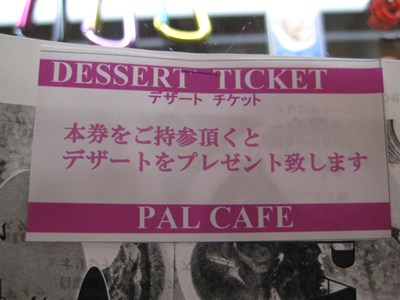 DESSERT TICKET
デザート チケット
本券をご持参頂くと
デザートをプレゼント致します
PAL CAFE